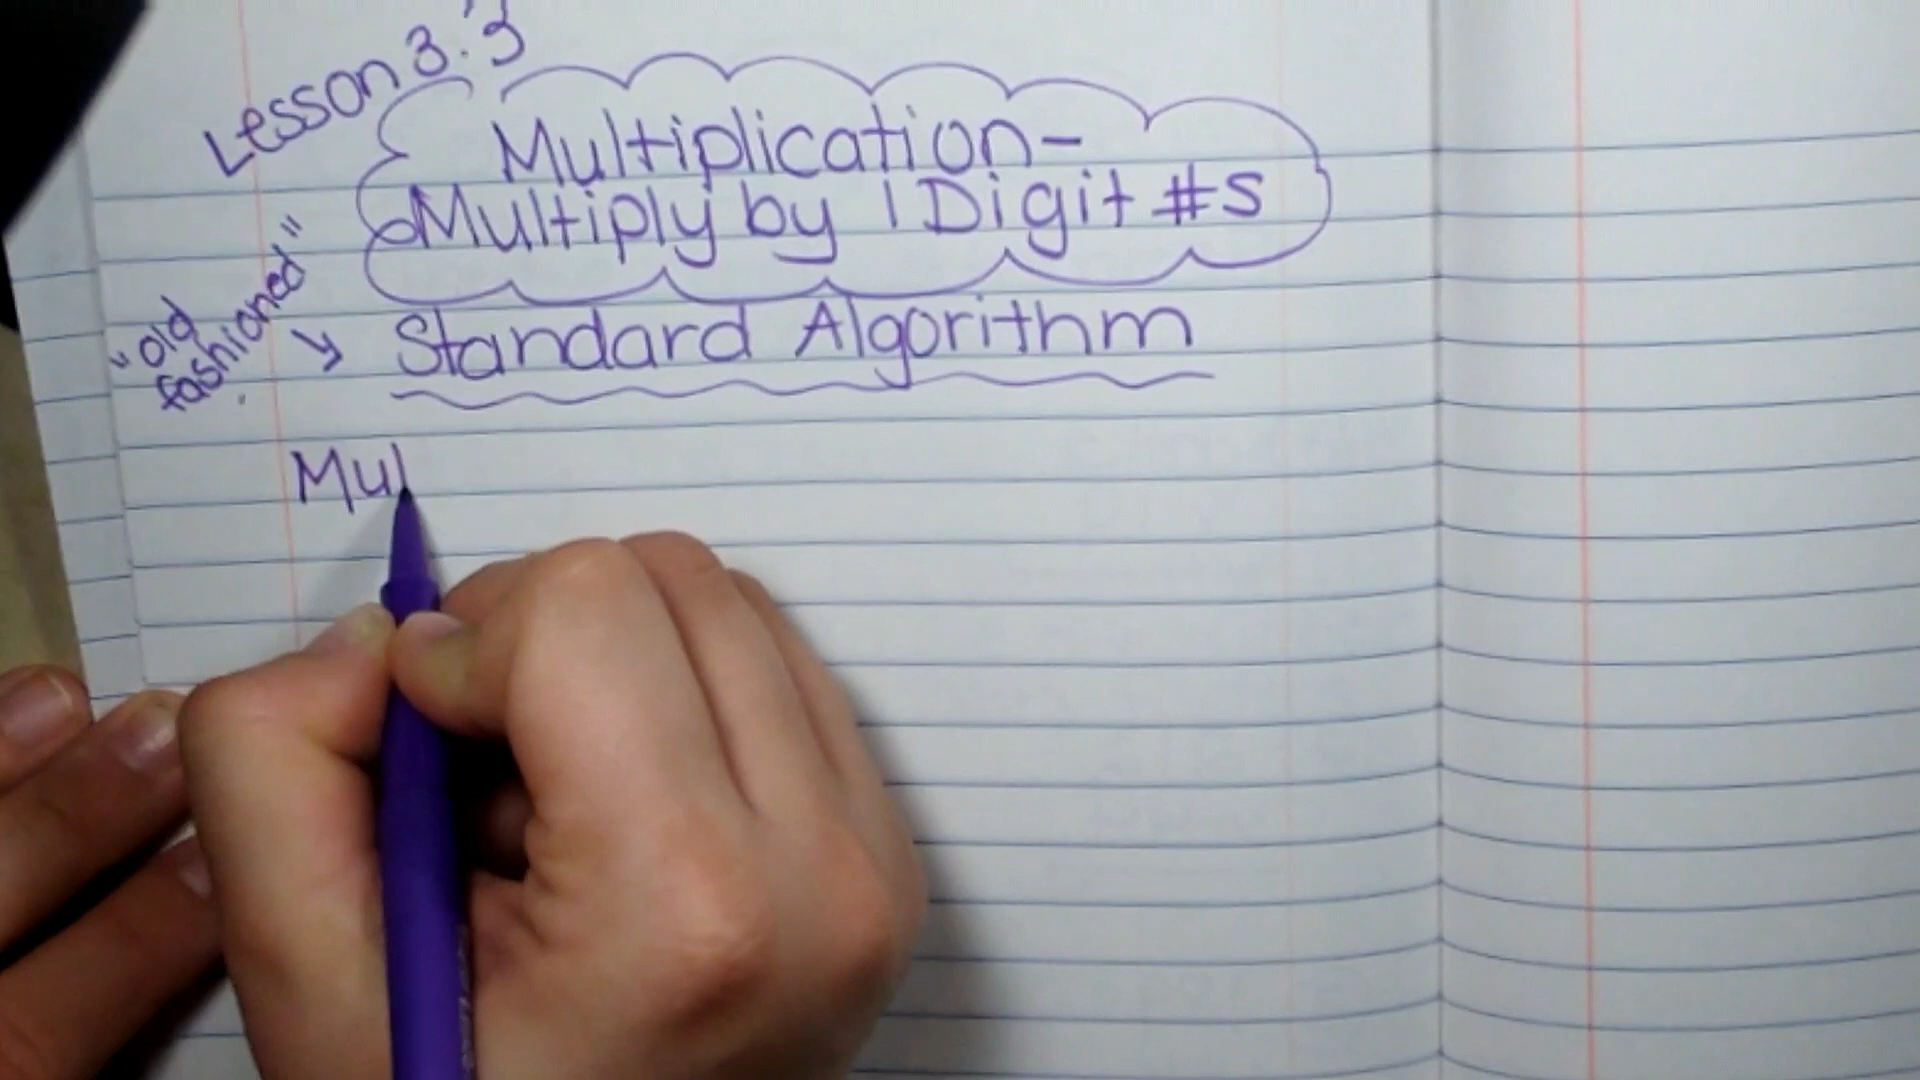 Lesson 3.3
Multiplication-
Multiply by 1 Digit #s
"old
fashioned"
Standard Algorithm
Mul